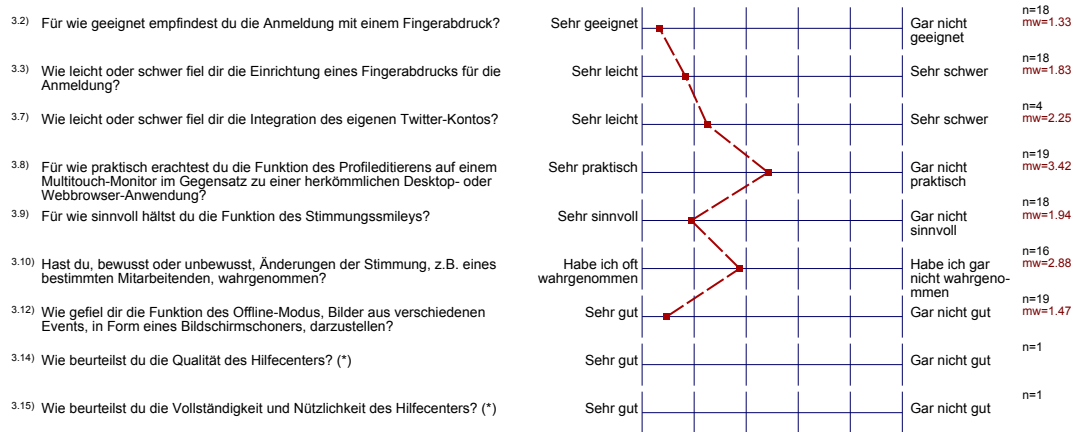 3.2) Für wie geeignet empfindest du die Anmeldung mit einem Fingerabdruck?
Sehr geeignet
Gar nicht
geeignet
n=18
mw=1.33
3.3) Wie leicht oder schwer fiel dir die Einrichtung eines Fingerabdrucks für die
Anmeldung?
Sehr leicht
Sehr schwer
n=18
mw=1.83
3.7) Wie leicht oder schwer fiel dir die Integration des eigenen Twitter-Kontos?
Sehr leicht
Sehr schwer
n=4
mw=2.25
3.8) Für wie praktisch erachtest du die Funktion des Profileditierens auf einem
Multitouch-Monitor im Gegensatz zu einer herkömmlichen Desktop- oder
Webbrowser-Anwendung?
Sehr praktisch
Gar nicht
praktisch
n=19
mw=3.42
3.9) Für wie sinnvoll hältst du die Funktion des Stimmungssmileys?
Sehr sinnvoll
Gar nicht
sinnvoll
n=18
mw=1.94
3.10) Hast du, bewusst oder unbewusst, Änderungen der Stimmung, z.B. eines
bestimmten Mitarbeitenden, wahrgenommen?
Habe ich oft
wahrgenommen
Habe ich gar
nicht wahrgeno-
mmen
n=16
mw=2.88
3.12) Wie gefiel dir die Funktion des Offline-Modus, Bilder aus verschiedenen
Events, in Form eines Bildschirmschoners, darzustellen?
Sehr gut
Gar nicht gut
n=19
mw=1.47
3.14) Wie beurteilst du die Qualität des Hilfecenters? (*)
Sehr gut
Gar nicht gut
n=1
3.15) Wie beurteilst du die Vollständigkeit und Nützlichkeit des Hilfecenters? (*)
Sehr gut
Gar nicht gut
n=1